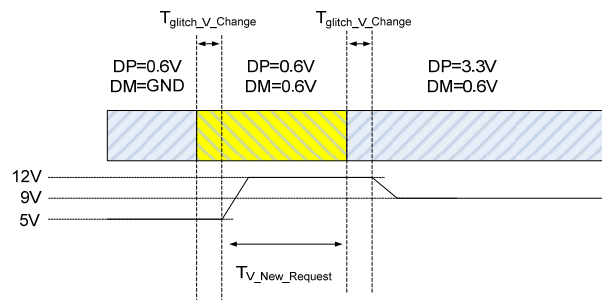 T_glitch_V_Change
T_glitch_V_Change
DP=0.6V
DM=GND
DP=0.6V
DM=0.6V
DP=3.3V
DM=0.6V
12V
9V
5V
T_V_New_Request